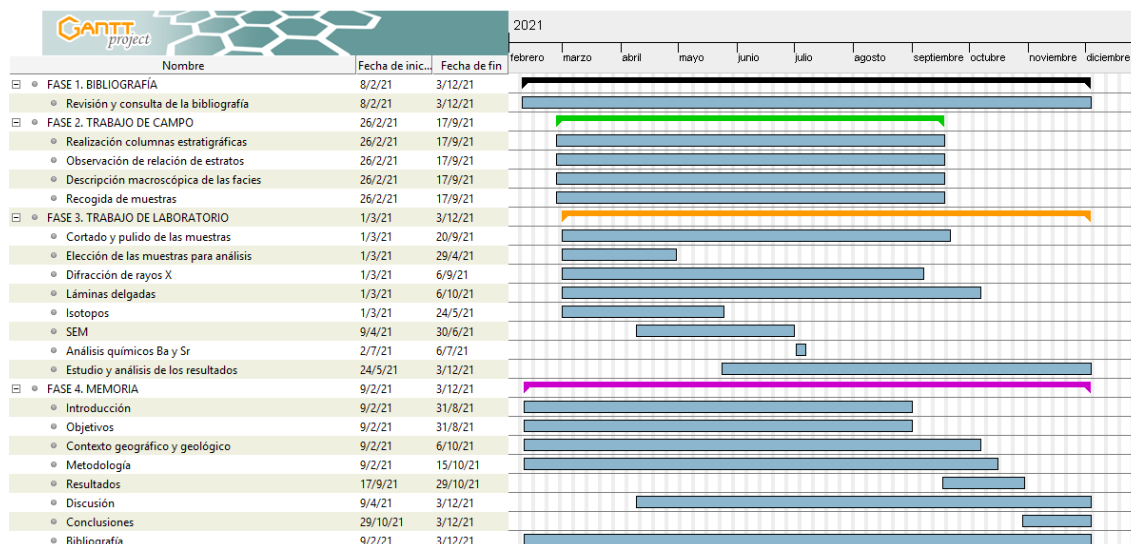 GANTT
project
2021
Nombre Fecha de inic... Fecha de fin febrero marzo abril mayo junio julio agosto septiembre octubre noviembre diciembre
FASE 1. BIBLIOGRAFÍA 8/2/21 3/12/21
Revisión y consulta de la bibliografía 8/2/21 3/12/21
FASE 2. TRABAJO DE CAMPO 26/2/21 17/9/21
Realización columnas estratigráficas 26/2/21 17/9/21
Observación de relación de estratos 26/2/21 17/9/21
Descripción macroscópica de las facies 26/2/21 17/9/21
Recogida de muestras 26/2/21 17/9/21
FASE 3. TRABAJO DE LABORATORIO 1/3/21 3/12/21
Cortado y pulido de las muestras 1/3/21 20/9/21
Elección de las muestras para análisis 1/3/21 29/4/21
Difracción de rayos X 1/3/21 6/9/21
Láminas delgadas 1/3/21 6/10/21
Isotopos 1/3/21 24/5/21
SEM 9/4/21 30/6/21
Análisis químicos Ba y Sr 2/7/21 6/7/21
Estudio y análisis de los resultados 24/5/21 3/12/21
FASE 4. MEMORIA 9/2/21 3/12/21
Introducción 9/2/21 31/8/21
Objetivos 9/2/21 31/8/21
Contexto geográfico y geológico 9/2/21 6/10/21
Metodología 9/2/21 15/10/21
Resultados 17/9/21 29/10/21
Discusión 9/4/21 3/12/21
Conclusiones 29/10/21 3/12/21
Bibliografía 9/2/21 3/12/21